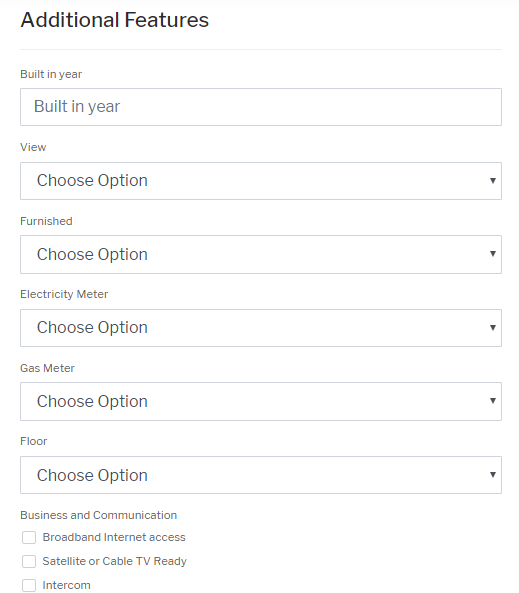 Additional Features
Built in year
Built in year
View
Choose Option
Furnished
Choose Option
Electricity Meter
Choose Option
Gas Meter
Choose Option
Floor
Choose Option
Business and Communication
Broadband Internet access
Satellite or Cable TV Ready
Intercom